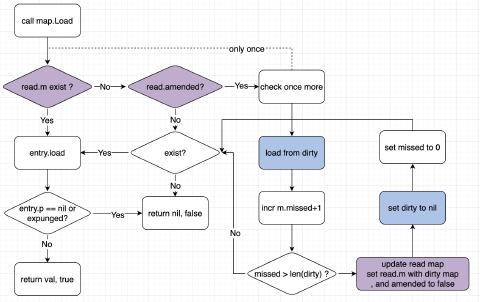 call map.Load
only once
read.m exist ?
No
read.amended?
Yes
check once more
Yes
No
entry.load
Yes
exist?
load from dirty
set missed to 0
No
entry.p == nil or
expunged?
Yes
return nil, false
incr m.missed+1
set dirty to nil
No
No
return val, true
missed > len(dirty) ?
update read map
set read.m with dirty map
, and amended to false